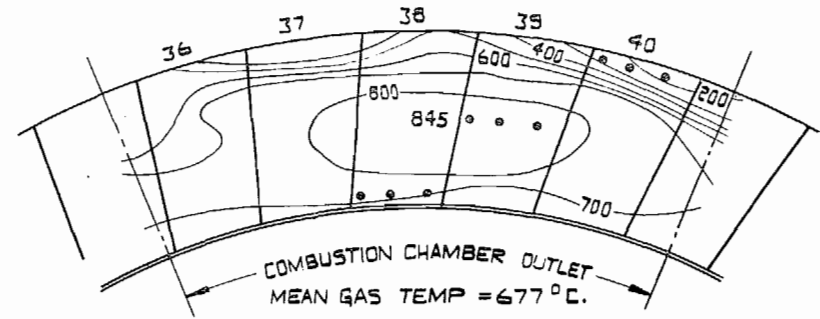 36 37 38 39 40
600 400 200
800
845
700
COMBUSTION CHAMBER OUTLET
MEAN GAS TEMP = 677°C.